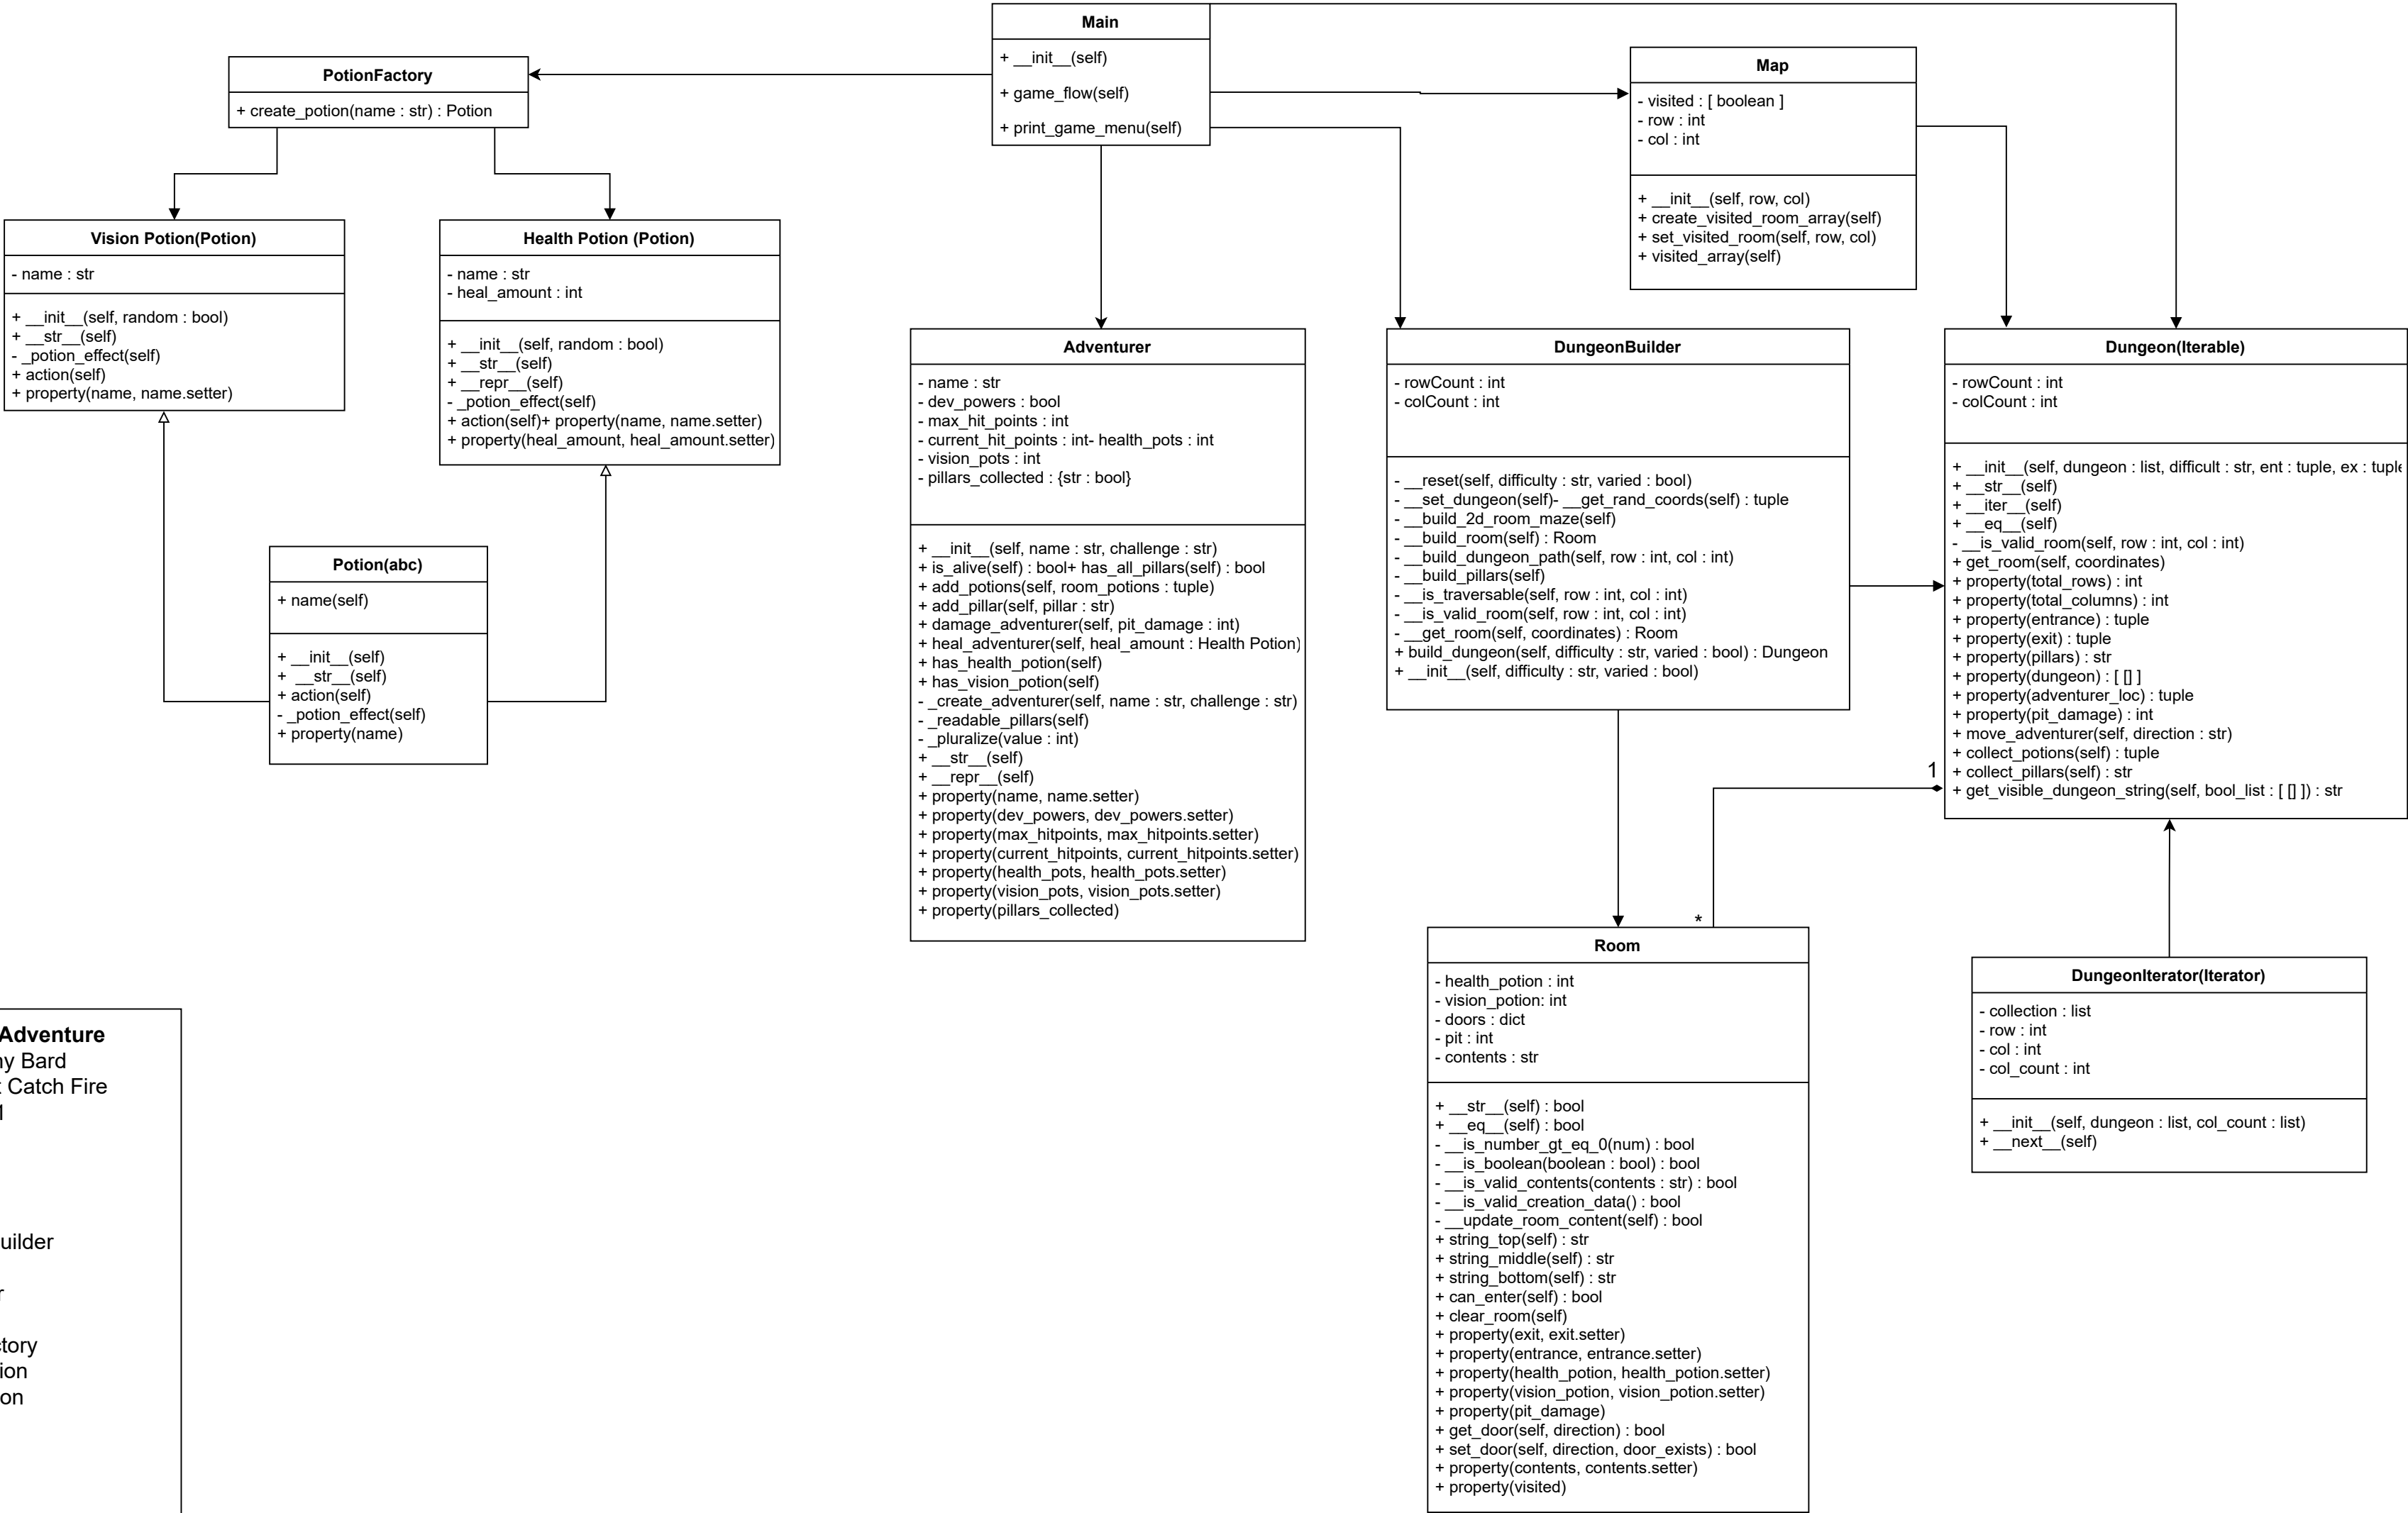 Main
+ __init__(self)
+ game_flow(self)
+ print_game_menu(self)
PotionFactory
+ create_potion(name : str) : Potion
Map
- visited : [ boolean ]
- row : int
- col : int
+ __init__(self, row, col)
+ create_visited_room_array(self)
+ set_visited_room(self, row, col)
+ visited_array(self)
Vision Potion(Potion)
- name : str
+ __init__(self, random : bool)
+ __str__(self)
- _potion_effect(self)
+ action(self)
+ property(name, name.setter)
Health Potion (Potion)
- name : str
- heal_amount : int
+ __init__(self, random : bool)
+ __str__(self)
+ __repr__(self)
- _potion_effect(self)
+ action(self)+ property(name, name.setter)
+ property(heal_amount, heal_amount.setter)
Potion(abc)
+ name(self)
+ __init__(self)
+ __str__(self)
+ action(self)
- _potion_effect(self)
+ property(name)
Adventurer
- name : str
- dev_powers : bool
- max_hit_points : int
- current_hit_points : int- health_pots : int
- vision_pots : int
- pillars_collected : {str : bool}
+ __init__(self, name : str, challenge : str)
+ is_alive(self) : bool+ has_all_pillars(self) : bool
+ add_potions(self, room_potions : tuple)
+ add_pillar(self, pillar : str)
+ damage_adventurer(self, pit_damage : int)
+ heal_adventurer(self, heal_amount : Health Potion)
+ has_health_potion(self)
+ has_vision_potion(self)
- _create_adventurer(self, name : str, challenge : str)
- _readable_pillars(self)
- _pluralize(value : int)
+ __str__(self)
+ __repr__(self)
+ property(name, name.setter)
+ property(dev_powers, dev_powers.setter)
+ property(max_hitpoints, max_hitpoints.setter)
+ property(current_hitpoints, current_hitpoints.setter)
+ property(health_pots, health_pots.setter)
+ property(vision_pots, vision_pots.setter)
+ property(pillars_collected)
DungeonBuilder
- rowCount : int
- colCount : int
- __reset(self, difficulty : str, varied : bool)
- __set_dungeon(self)- __get_rand_coords(self) : tuple
- __build_2d_room_maze(self)
- __build_room(self) : Room
- __build_dungeon_path(self, row : int, col : int)
- __build_pillars(self)
- __is_traversable(self, row : int, col : int)
- __is_valid_room(self, row : int, col : int)
- __get_room(self, coordinates) : Room
+ build_dungeon(self, difficulty : str, varied : bool) : Dungeon
+ __init__(self, difficulty : str, varied : bool)
Dungeon(Iterable)
- rowCount : int
- colCount : int
+ __init__(self, dungeon : list, difficult : str, ent : tuple, ex : tuple
+ __str__(self)
+ __iter__(self)
+ __eq__(self)
- __is_valid_room(self, row : int, col : int)
+ get_room(self, coordinates)
+ property(total_rows) : int
+ property(total_columns) : int
+ property(entrance) : tuple
+ property(exit) : tuple
+ property(pillars) : str
+ property(dungeon) : [ [] ]
+ property(adventurer_loc) : tuple
+ property(pit_damage) : int
+ move_adventurer(self, direction : str)
+ collect_potions(self) : tuple
+ collect_pillars(self) : str
+ get_visible_dungeon_string(self, bool_list : [ [] ]) : str
1
*
Room
- health_potion : int
- vision_potion: int
- doors : dict
- pit : int
- contents : str
+ __str__(self) : bool
+ __eq__(self) : bool
- __is_number_gt_eq_0(num) : bool
- __is_boolean(boolean : bool) : bool
- __is_valid_contents(contents : str) : bool
- __is_valid_creation_data() : bool
- __update_room_content(self) : bool
+ string_top(self) : str
+ string_middle(self) : str
+ string_bottom(self) : str
+ can_enter(self) : bool
+ clear_room(self)
+ property(exit, exit.setter)
+ property(entrance, entrance.setter)
+ property(health_potion, health_potion.setter)
+ property(vision_potion, vision_potion.setter)
+ property(pit_damage)
+ get_door(self, direction) : bool
+ set_door(self, direction, door_exists) : bool
+ property(contents, contents.setter)
+ property(visited)
DungeonIterator(Iterator)
- collection : list
- row : int
- col : int
- col_count : int
+ __init__(self, dungeon : list, col_count : list)
+ __next__(self)
Adventure
Bard
Catch Fire